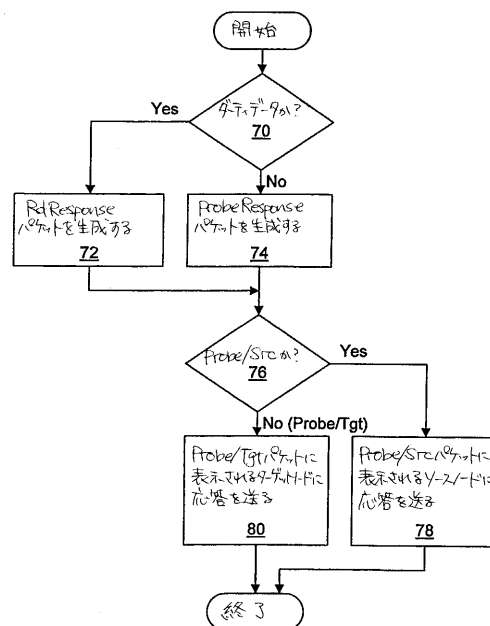 開始
ダーティデータか?
70
Yes
No
RdResponse
パケットを生成する
72
ProbeResponse
パケットを生成する
74
Probe/Srcか?
76
Yes
No (Probe/Tgt)
Probe/Tgtパケットに
表示されるターゲットノードに
応答を送る
80
Probe/Srcパケットに
表示されるソースノードに
応答を送る
78
終了